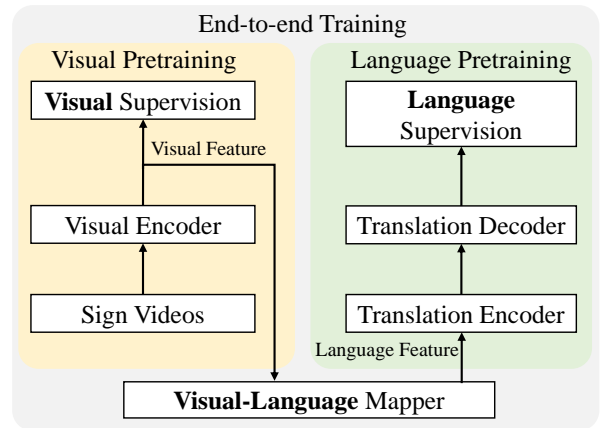 End-to-end Training
Visual Pretraining
Visual Supervision
Visual Feature
Visual Encoder
Sign Videos
Language Pretraining
Language
Supervision
Translation Decoder
Translation Encoder
Language Feature
Visual-Language Mapper